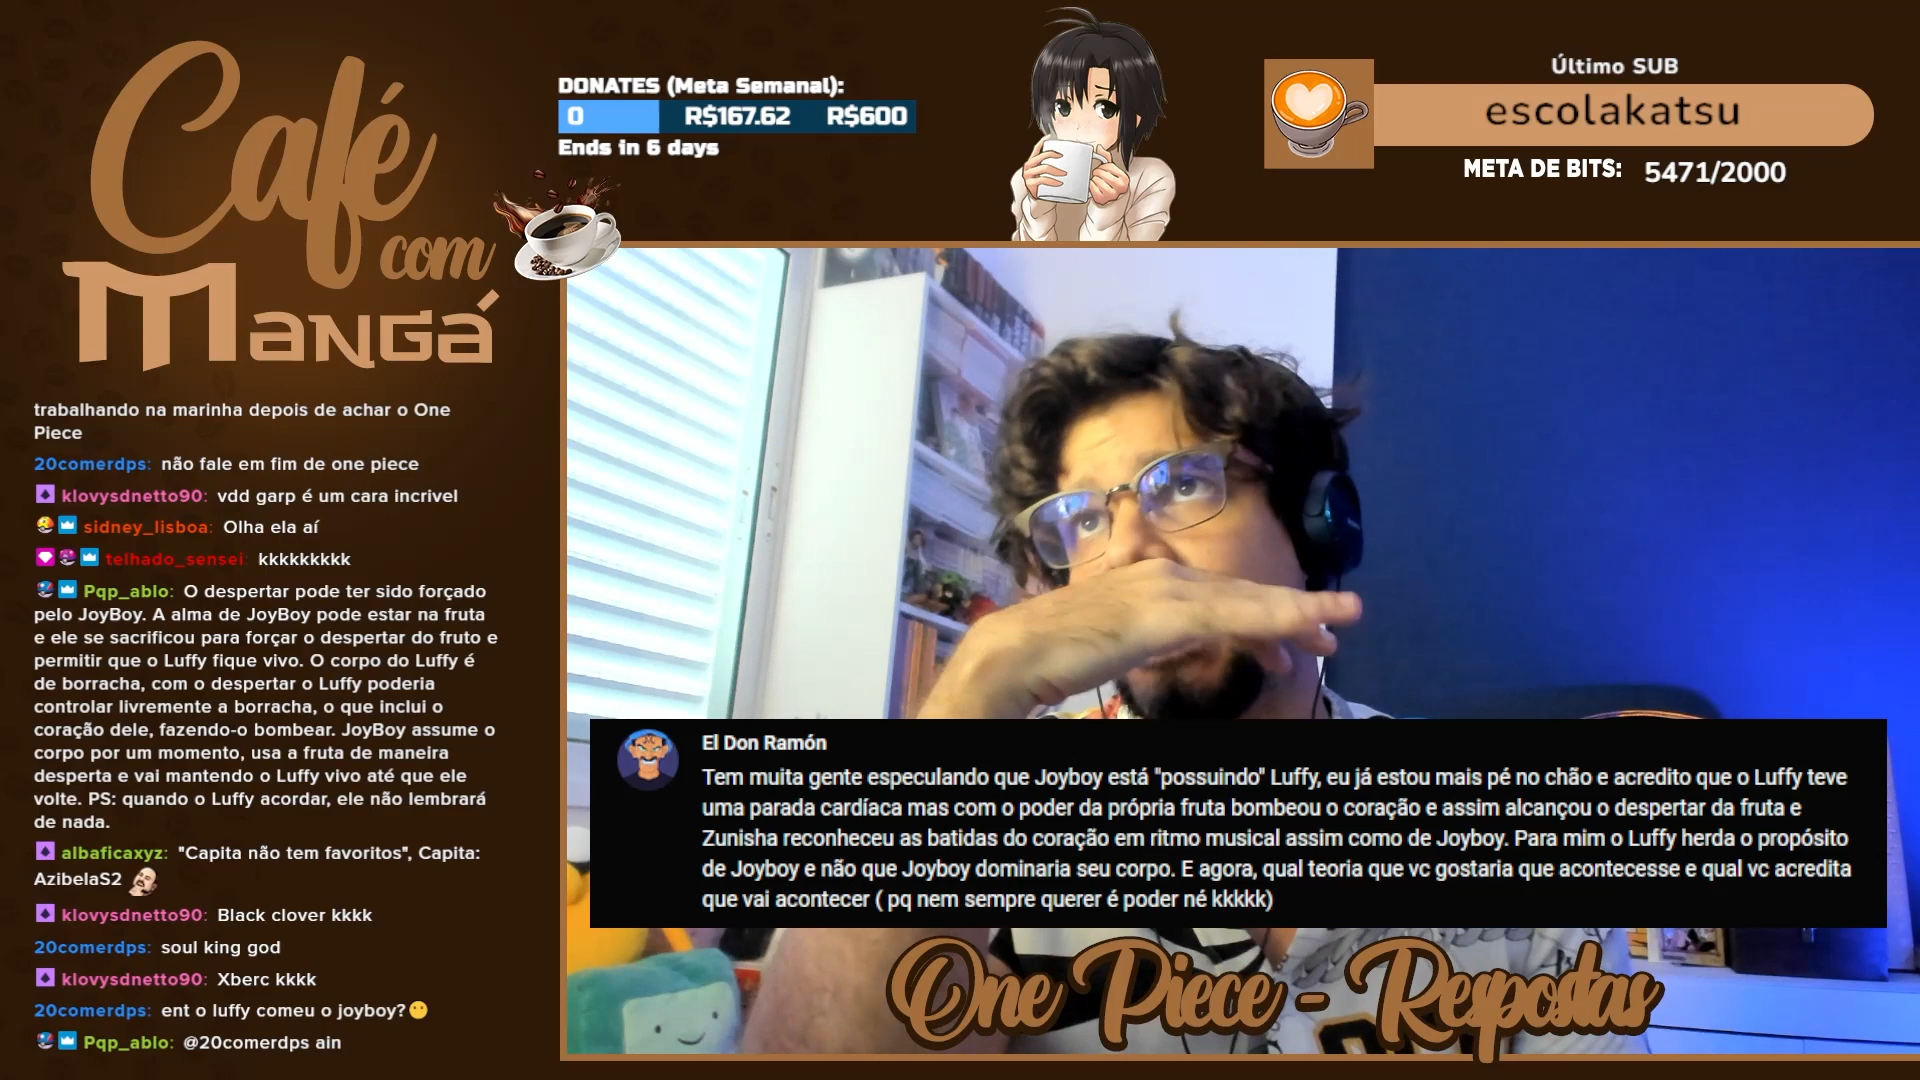 Café
com
Mangá
DONATES (Meta Semanal):
0 R$167.62 R$600
Ends in 6 days
Último SUB
escolakatsu
META DE BITS: 5471/2000
trabalhando na marinha depois de achar o One
Piece
20comerdps: não fale em fim de one piece
klovysdnetto90: vdd garp é um cara incrivel
sidney_lisboa: Olha ela aí
telhado_sensei: kkkkkkkkk
Pqp_ablo: O despertar pode ter sido forçado
pelo JoyBoy. A alma de JoyBoy pode estar na fruta
e ele se sacrificou para forçar o despertar do fruto e
permitir que o Luffy fique vivo. O corpo do Luffy é
de borracha, com o despertar o Luffy poderia
controlar livremente a borracha, o que inclui o
coração dele, fazendo-o bombear. JoyBoy assume o
corpo por um momento, usa a fruta de maneira
desperta e vai mantendo o Luffy vivo até que ele
volte. PS: quando o Luffy acordar, ele não lembrará
de nada.
albaficaxyz: "Capita não tem favoritos", Capita:
AzibelaS2
klovysdnetto90: Black clover kkkk
20comerdps: soul king god
klovysdnetto90: Xberc kkkk
20comerdps: ent o luffy comeu o joyboy?😶
Pqp_ablo: @20comerdps ain
El Don Ramón
Tem muita gente especulando que Joyboy está "possuindo" Luffy, eu já estou mais pé no chão e acredito que o Luffy teve
uma parada cardíaca mas com o poder da própria fruta bombeou o coração e assim alcançou o despertar da fruta e
Zunisha reconheceu as batidas do coração em ritmo musical assim como de Joyboy. Para mim o Luffy herda o propósito
de Joyboy e não que Joyboy dominaria seu corpo. E agora, qual teoria que vc gostaria que acontecesse e qual vc acredita
que vai acontecer ( pq nem sempre querer é poder né kkkkk)
One Piece - Respostas